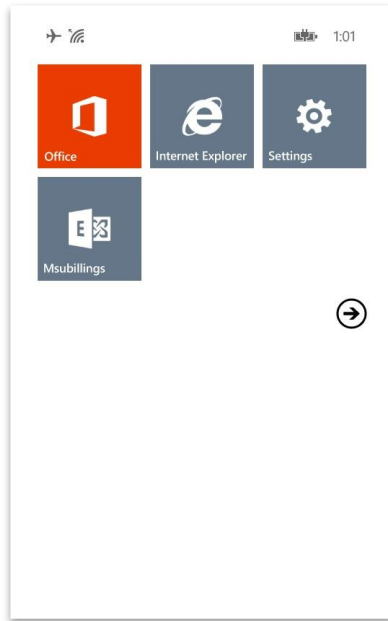 1:01
Office
Internet Explorer
Settings
E
Msubillings